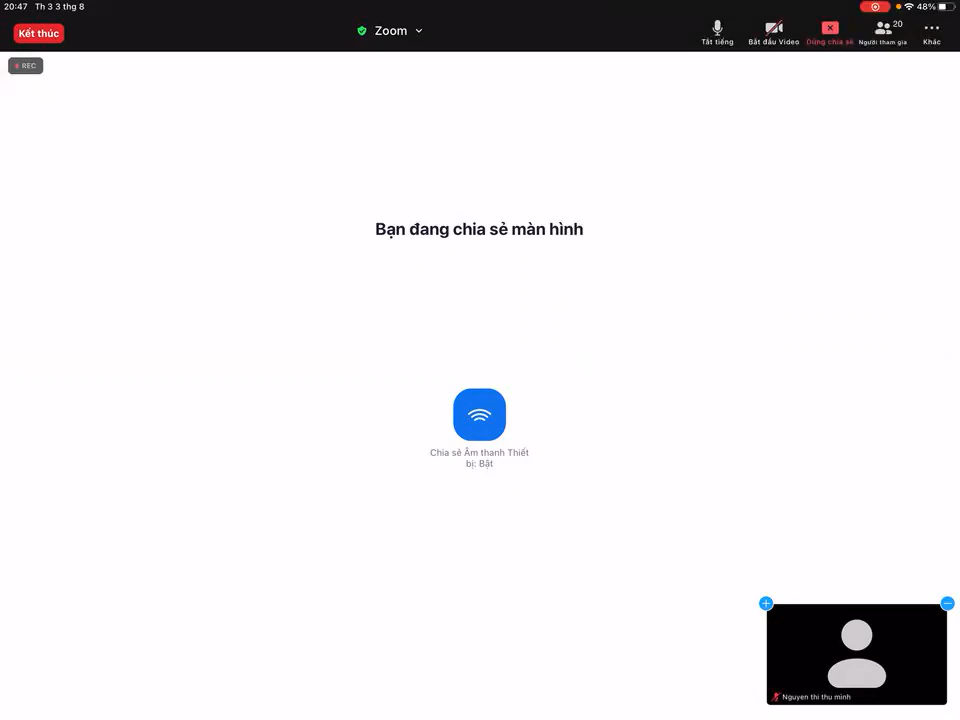 20:47 Th 3 3 thg 8
48%
Kết thúc
Zoom
Tắt tiếng
Bắt đầu Video
Dừng chia sẻ
20
Người tham gia
Khác
REC
Bạn đang chia sẻ màn hình
Chia sẻ Âm thanh Thiết
bị: Bật
Nguyen thi thu minh